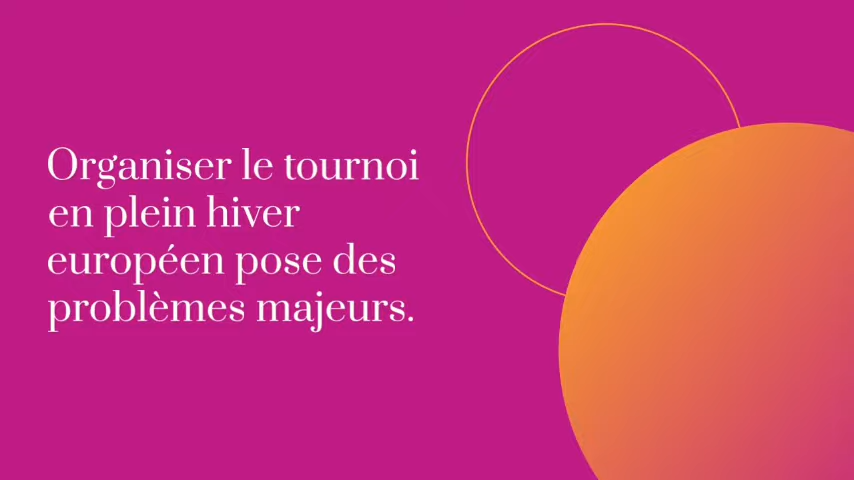 Organiser le tournoi
en plein hiver
européen pose des
problèmes majeurs.